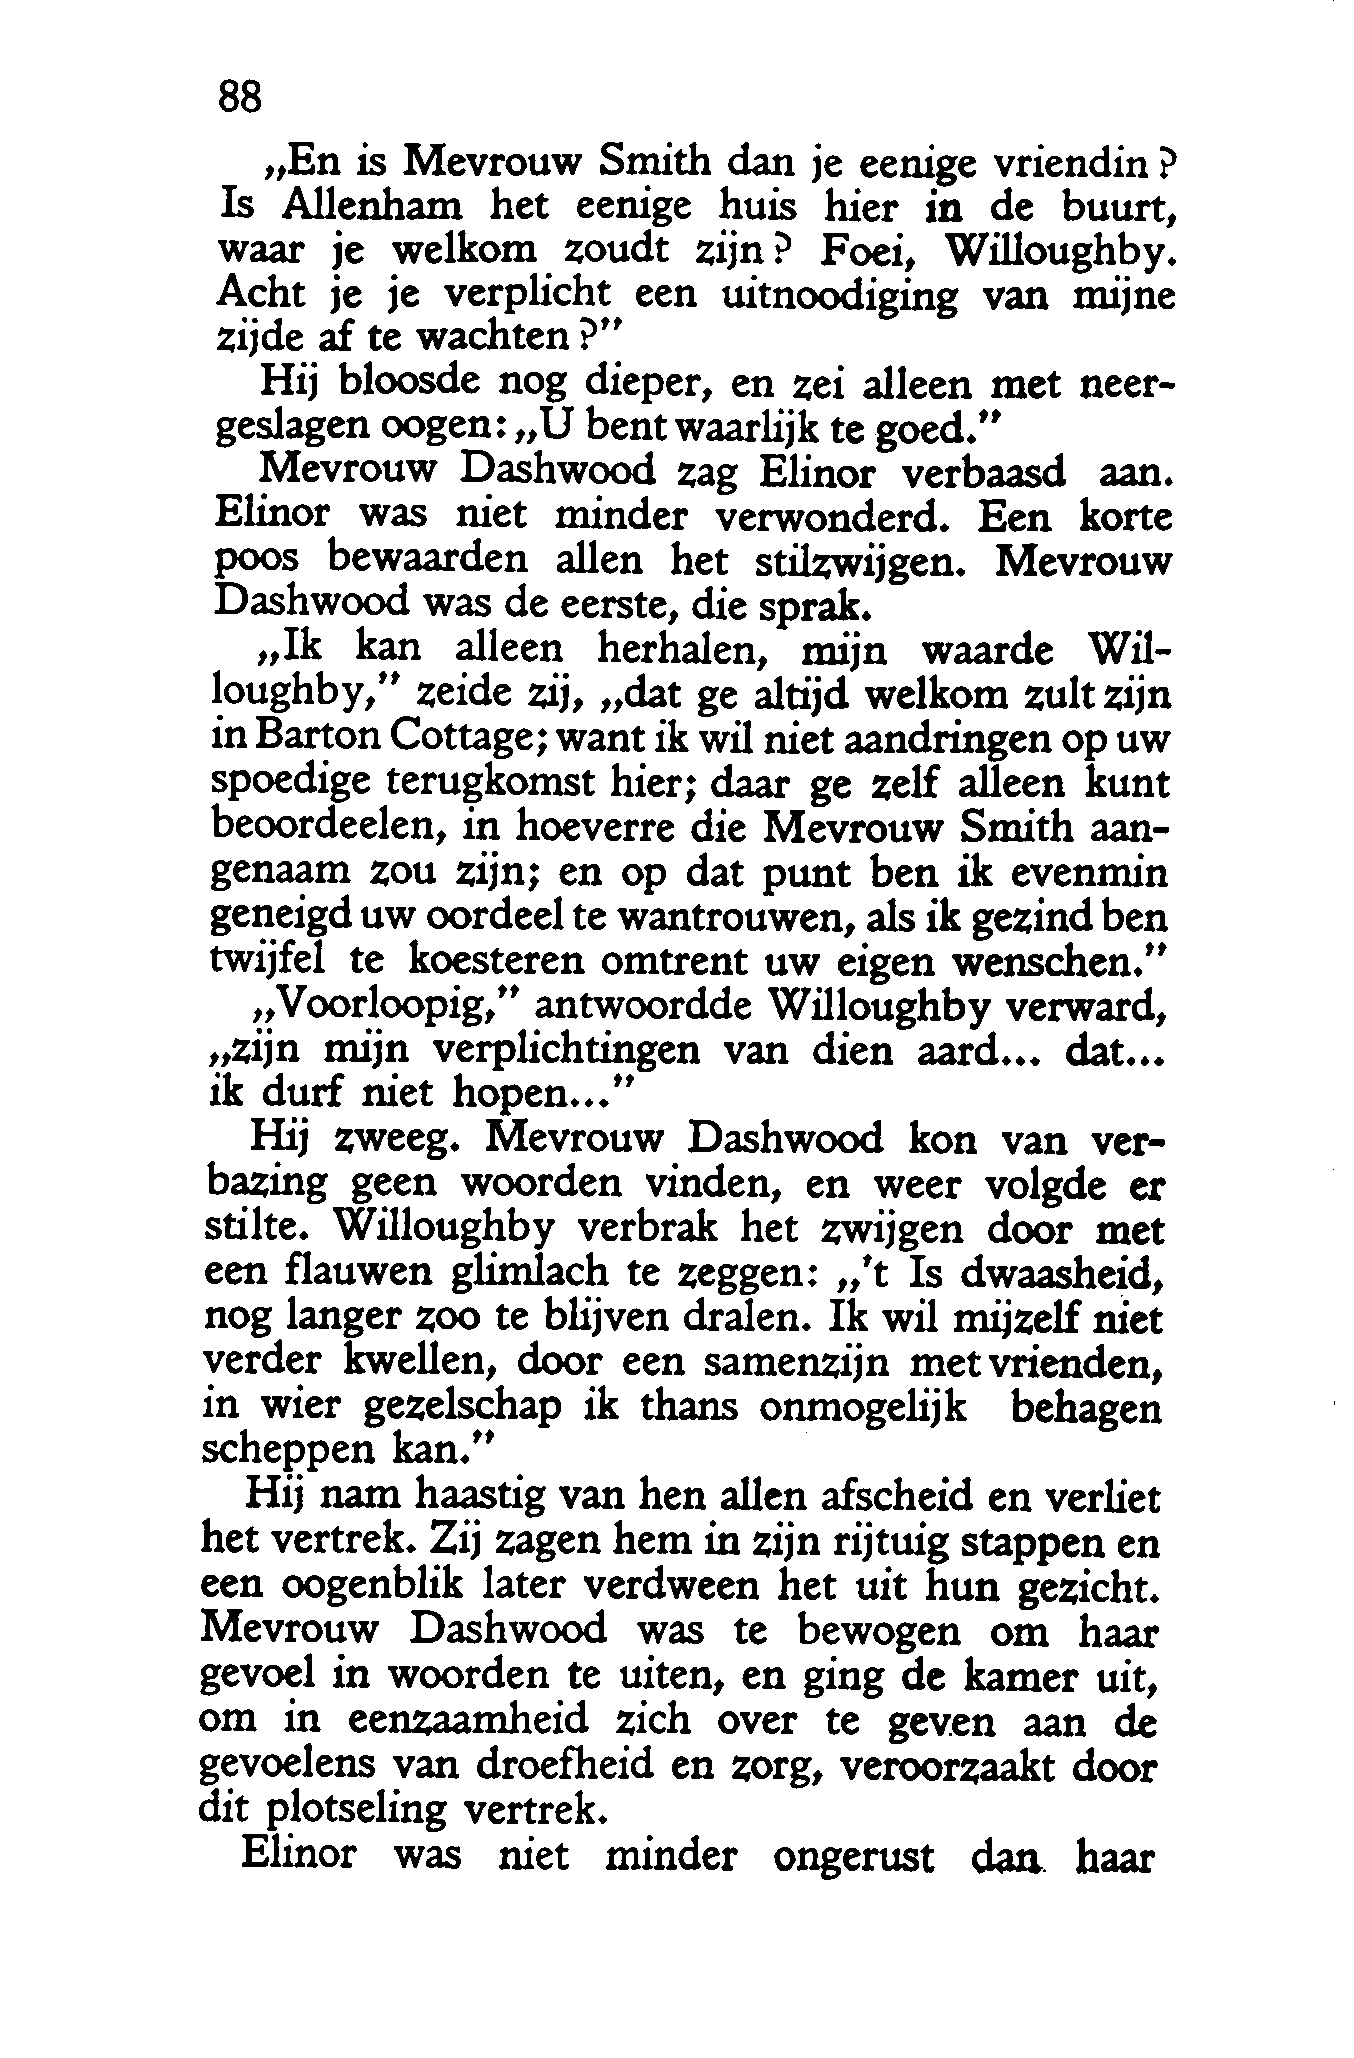 88
„En is Mevrouw Smith dan je eenige vriendin?
Is Allenham het eenige huis hier in de buurt,
waar je welkom zoudt zijn? Foei, Willoughby.
Acht je je verplicht een uitnoodiging van mijne
zijde af te wachten?”
Hij bloosde nog dieper, en zei alleen met neer-
geslagen oogen: „U bent waarlijk te goed.”
Mevrouw Dashwood zag Elinor verbaasd aan.
Elinor was niet minder verwonderd. Een korte
poos bewaarden allen het stilzwijgen. Mevrouw
Dashwood was de eerste, die sprak.
„Ik kan alleen herhalen, mijn waarde Wil-
loughby,” zeide zij, „dat ge altijd welkom zult zijn
in Barton Cottage; want ik wil niet aandringen op uw
spoedige terugkomst hier; daar ge zelf alleen kunt
beoordeelen, in hoeverre die Mevrouw Smith aan-
genaam zou zijn; en op dat punt ben ik evenmin
geneigd uw oordeel te wantrouwen, als ik gezind ben
twijfel te koesteren omtrent uw eigen wenschen.”
„Voorloopig,” antwoordde Willoughby verward,
„zijn mijn verplichtingen van dien aard... dat...
ik durf niet hopen...”
Hij zweeg. Mevrouw Dashwood kon van ver-
bazing geen woorden vinden, en weer volgde er
stilte. Willoughby verbrak het zwijgen door met
een flauwen glimlach te zeggen: „'t Is dwaasheid,
nog langer zoo te blijven dralen. Ik wil mijzelf niet
verder kwellen, door een samenzijn met vrienden,
in wier gezelschap ik thans onmogelijk behagen
scheppen kan.”
Hij nam haastig van hen allen afscheid en verliet
het vertrek. Zij zagen hem in zijn rijtuig stappen en
een oogenblik later verdween het uit hun gezicht.
Mevrouw Dashwood was te bewogen om haar
gevoel in woorden te uiten, en ging de kamer uit,
om in eenzaamheid zich over te geven aan de
gevoelens van droefheid en zorg, veroorzaakt door
dit plotseling vertrek.
Elinor was niet minder ongerust dan haar